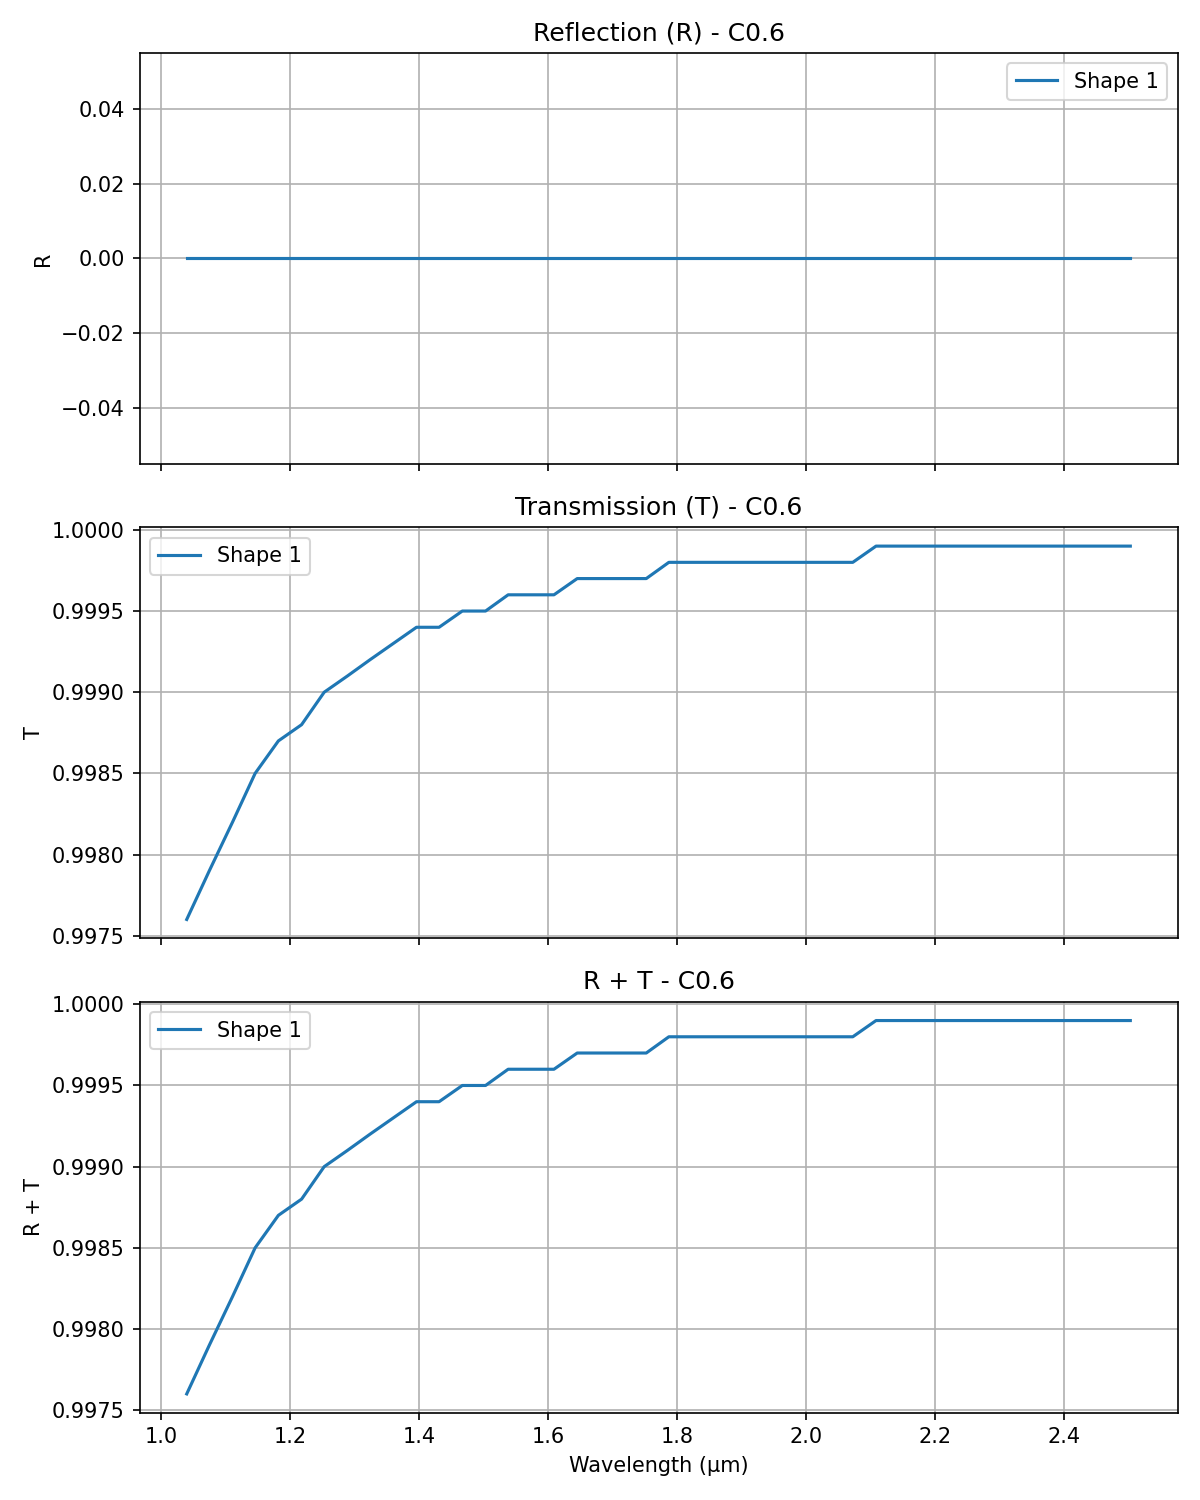 Reflection (R) - C0.6
Shape 1
0.04
0.02
0.00
−0.02
−0.04
R
Transmission (T) - C0.6
Shape 1
1.0000
0.9995
0.9990
0.9985
0.9980
0.9975
T
R + T - C0.6
Shape 1
1.0000
0.9995
0.9990
0.9985
0.9980
0.9975
R + T
1.0 1.2 1.4 1.6 1.8 2.0 2.2 2.4
Wavelength (μm)